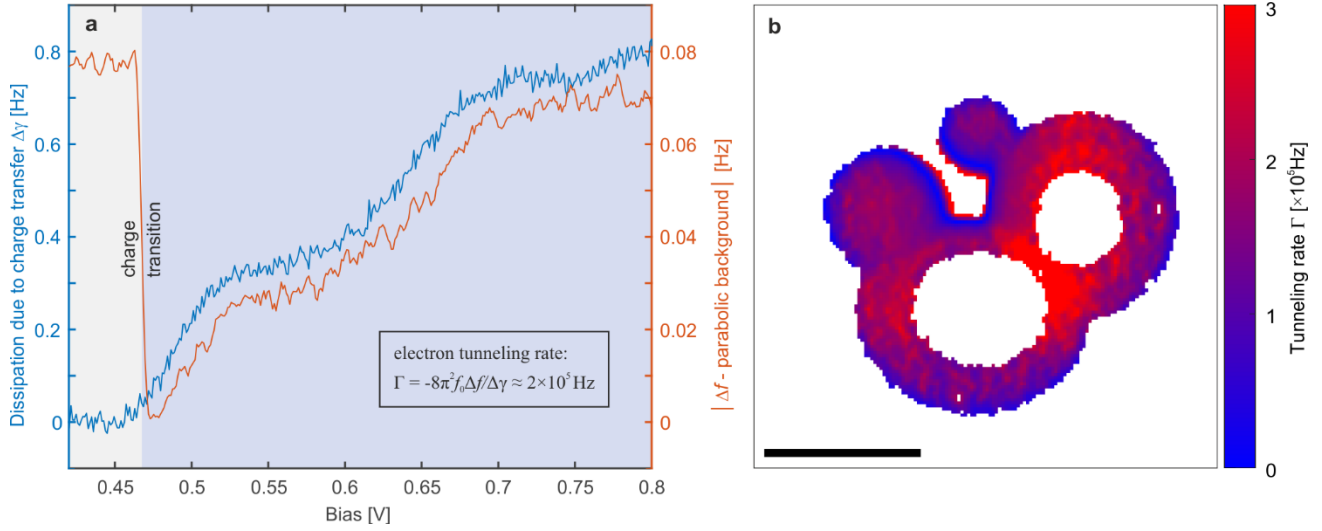 a
Dissipation due to charge transfer Δγ [Hz]
0.8
0.6
0.4
0.2
0
charge
transition
electron tunneling rate:
Γ = -8π²f₀Δf/Δγ ≈ 2×10⁵ Hz
0.45
0.5
0.55
0.6
0.65
0.7
0.75
0.8
Bias [V]
0.08
0.06
0.04
0.02
0
| Δf - parabolic background | [Hz]
b
3
2
1
0
Tunneling rate Γ [×10⁶Hz]